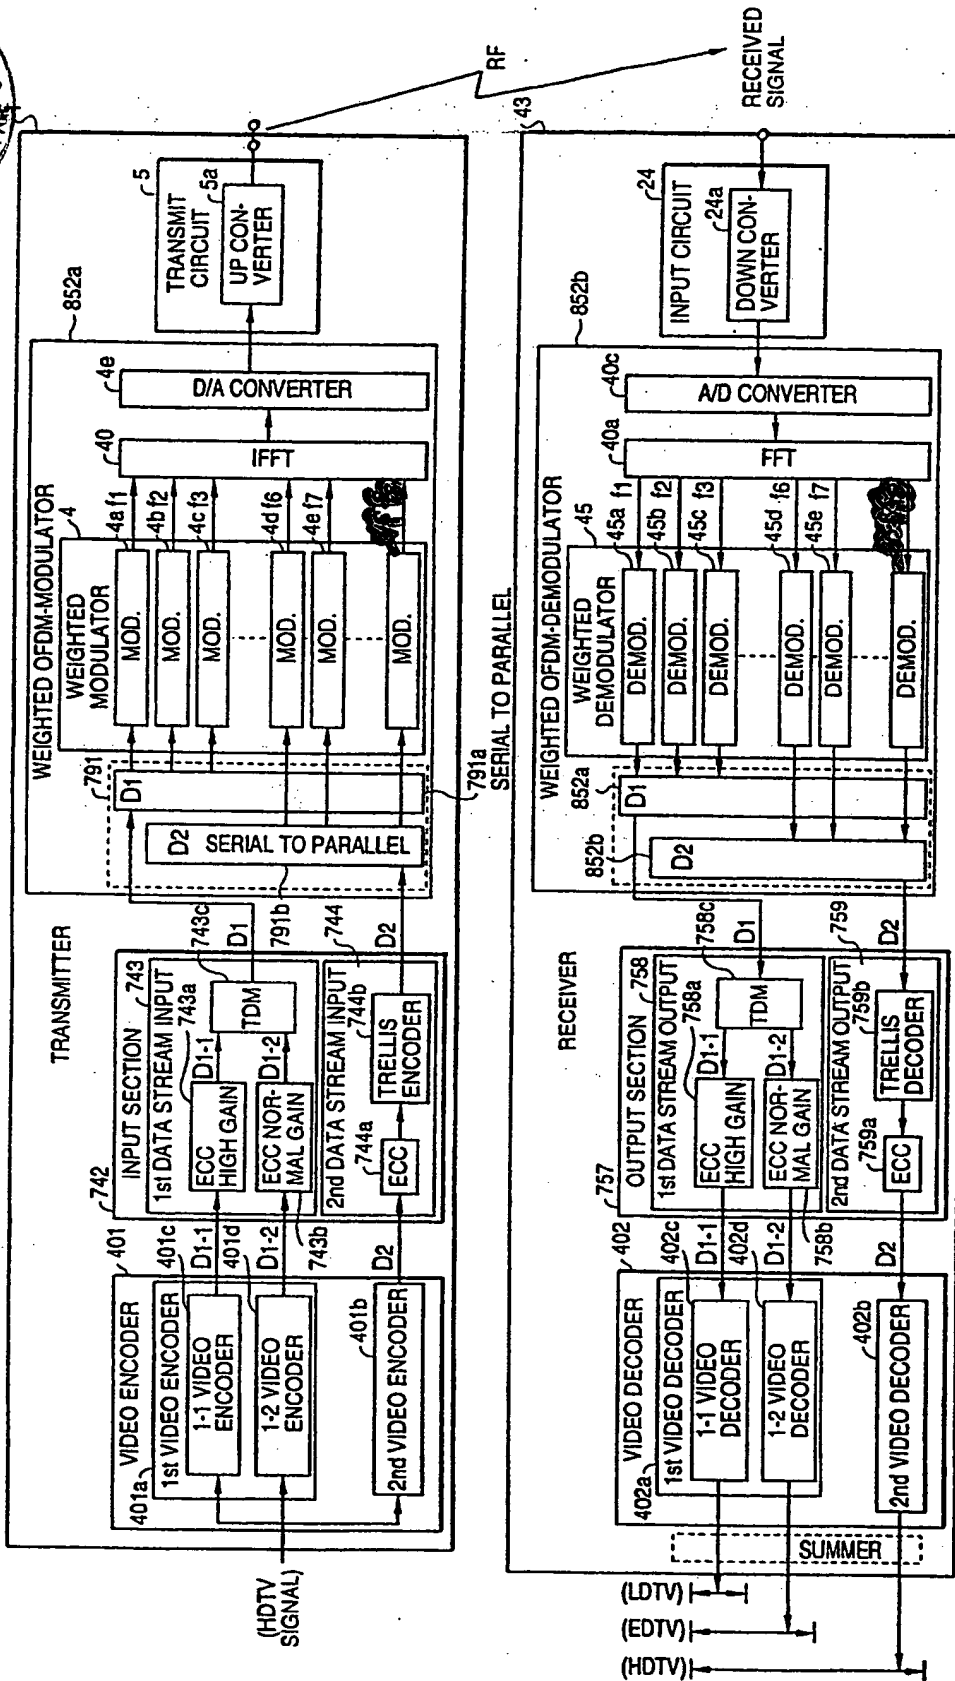 TRANSMITTER
(HDTV SIGNAL)
401
VIDEO ENCODER
401a
1st VIDEO ENCODER
401c
1-1 VIDEO ENCODER
401d
1-2 VIDEO ENCODER
401b
2nd VIDEO ENCODER
D1-1
D1-2
D2
742
INPUT SECTION
743
1st DATA STREAM INPUT
743a
ECC HIGH GAIN
ECC NOR-
MAL GAIN
743b
D1-1
D1-2
743c
TDM
744
2nd DATA STREAM INPUT
744a
ECC
744b
TRELLIS ENCODER
D1
D2
WEIGHTED OFDM-MODULATOR
852a
791
D1
D2 SERIAL TO PARALLEL
791b
791a
SERIAL TO PARALLEL
WEIGHTED MODULATOR
4
MOD.
MOD.
MOD.
MOD.
MOD.
MOD.
4a f1
4b f2
4c f3
4d f6
4e f7
40
IFFT
4e
D/A CONVERTER
TRANSMIT CIRCUIT
5
5a
UP CON-
VERTER
RF
RECEIVED SIGNAL
RECEIVER
43
INPUT CIRCUIT
24
24a
DOWN CON-
VERTER
WEIGHTED OFDM-DEMODULATOR
852b
40c
A/D CONVERTER
40a
FFT
WEIGHTED DEMODULATOR
45
45a f1
45b f2
45c f3
45d f6
45e f7
DEMOD.
DEMOD.
DEMOD.
DEMOD.
DEMOD.
DEMOD.
852a
D1
852b
D2
D1
D2
757
OUTPUT SECTION
758
1st DATA STREAM OUTPUT
758a
ECC HIGH GAIN
ECC NOR-
MAL GAIN
758b
D1-1
D1-2
758c
TDM
759
2nd DATA STREAM OUTPUT
759a
ECC
759b
TRELLIS DECODER
D1-1
D1-2
D2
402
VIDEO DECODER
402a
1st VIDEO DECODER
402c
1-1 VIDEO DECODER
402d
1-2 VIDEO DECODER
402b
2nd VIDEO DECODER
SUMMER
(LDTV)
(EDTV)
(HDTV)